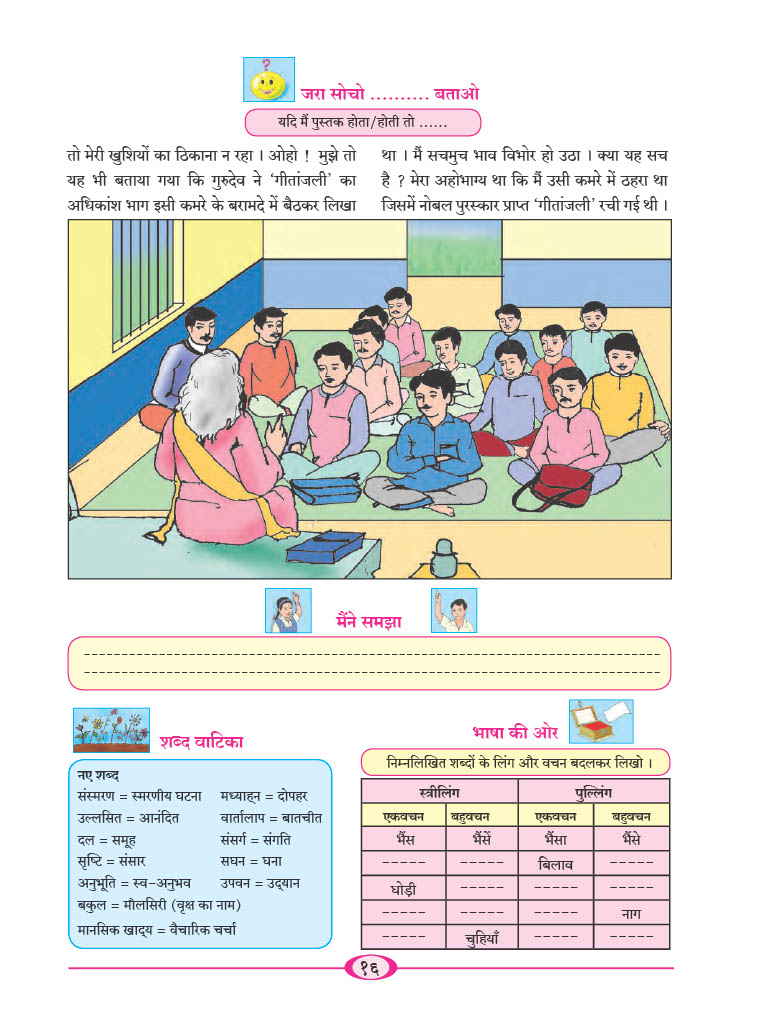 जरा सोचो .......... बताओ
यदि मैं पुस्तक होता/होती तो ......
तो मेरी खुशियों का ठिकाना न रहा । ओहो ! मुझे तो
यह भी बताया गया कि गुरुदेव ने ‘गीतांजली’ का
अधिकांश भाग इसी कमरे के बरामदे में बैठकर लिखा
था । मैं सचमुच भाव विभोर हो उठा । क्या यह सच
है ? मेरा अहोभाग्य था कि मैं उसी कमरे में ठहरा था
जिसमें नोबल पुरस्कार प्राप्त ‘गीतांजली’ रची गई थी ।
मैंने समझा
शब्द वाटिका
नए शब्द
संस्मरण = स्मरणीय घटना मध्याह्न = दोपहर
उल्लसित = आनंदित वार्तालाप = बातचीत
दल = समूह संसर्ग = संगति
सृष्टि = संसार सघन = घना
अनुभूति = स्व-अनुभव उपवन = उद्यान
बकुल = मौलसिरी (वृक्ष का नाम)
मानसिक खाद्य = वैचारिक चर्चा
भाषा की ओर
निम्नलिखित शब्दों के लिंग और वचन बदलकर लिखो ।
स्त्रीलिंग पुल्लिंग
एकवचन बहुवचन एकवचन बहुवचन
भैंस भैंसें भैंसा भैंसे
----- ----- बिलाव -----
घोड़ी ----- ----- -----
----- ----- ----- नाग
----- चुहियाँ ----- -----
१६